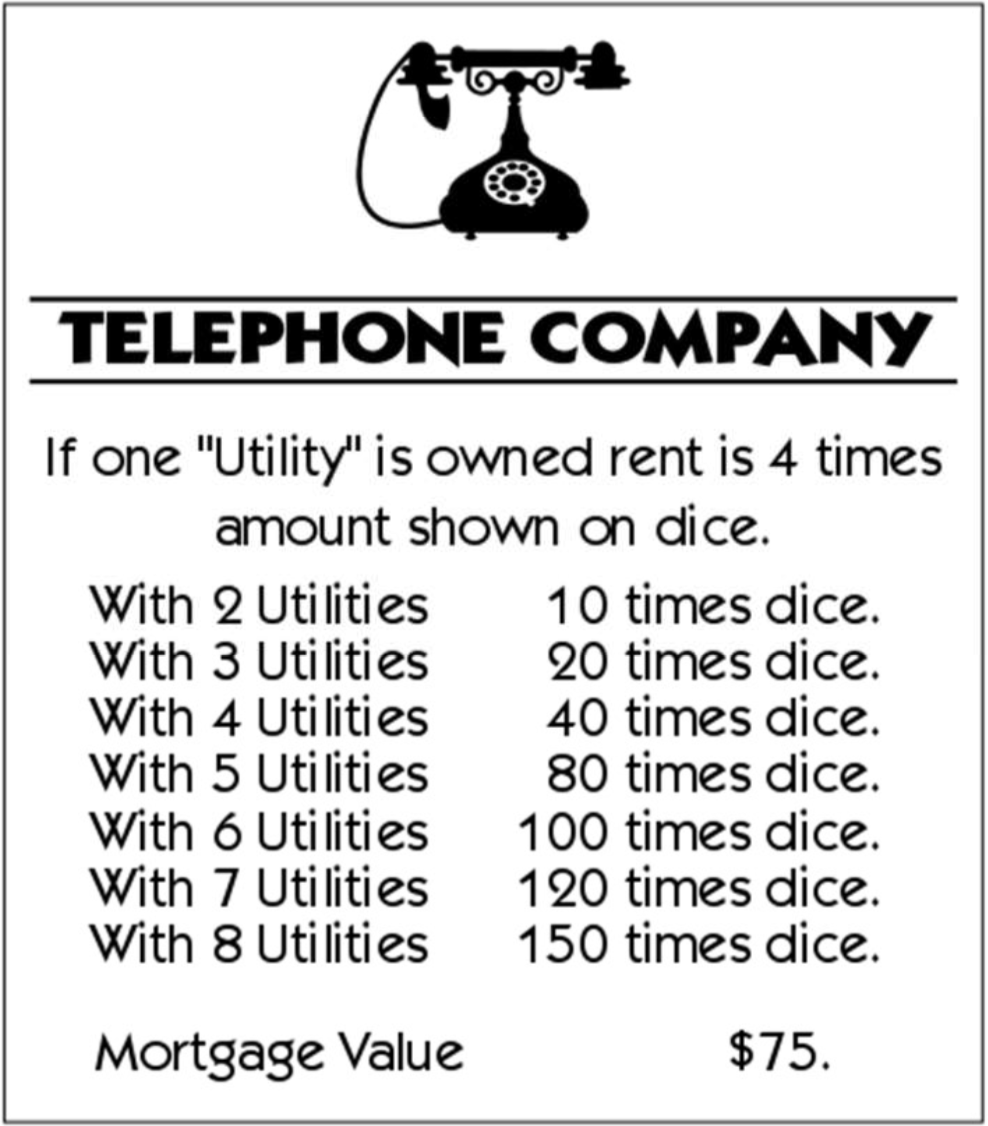 TELEPHONE COMPANY
If one "Utility" is owned rent is 4 times
amount shown on dice.
With 2 Utilities 10 times dice.
With 3 Utilities 20 times dice.
With 4 Utilities 40 times dice.
With 5 Utilities 80 times dice.
With 6 Utilities 100 times dice.
With 7 Utilities 120 times dice.
With 8 Utilities 150 times dice.
Mortgage Value $75.